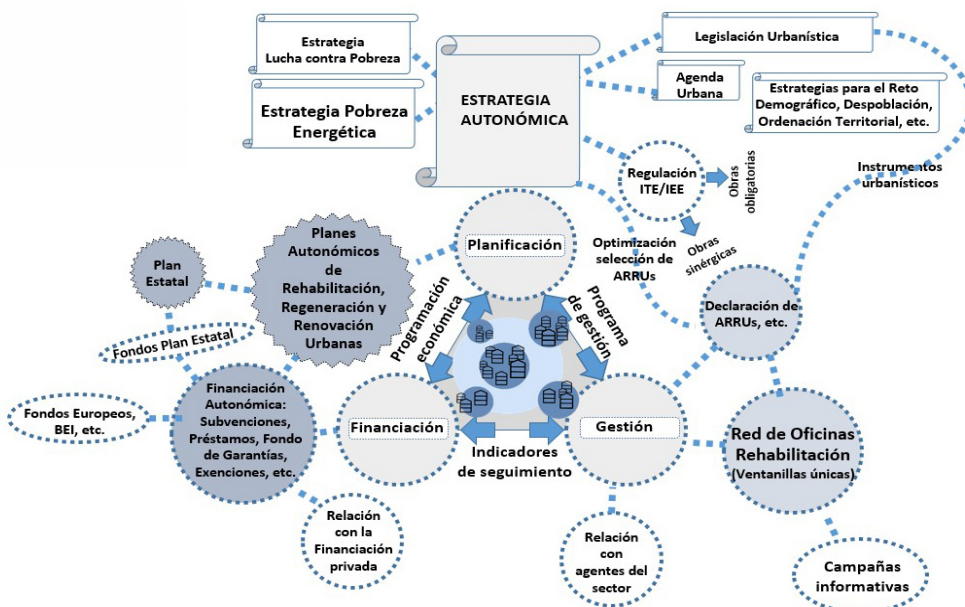 Estrategia
Lucha contra Pobreza
Estrategia Pobreza
Energética
ESTRATEGIA
AUTONÓMICA
Legislación Urbanística
Agenda
Urbana
Estrategias para el Reto
Demográfico, Despoblación,
Ordenación Territorial, etc.
Regulación
ITE/IEE
Obras
obligatorias
Obras
sinérgicas
Instrumentos
urbanísticos
Planificación
Optimización
selección de
ARRUs
Declaración de
ARRUs, etc.
Planes
Autonómicos
de
Rehabilitación,
Regeneración y
Renovación
Urbanas
Plan
Estatal
Fondos Plan Estatal
Programación
económica
Programa
de gestión
Financiación
Autonómica:
Subvenciones,
Préstamos, Fondo
de Garantías,
Exenciones, etc.
Fondos Europeos,
BEI, etc.
Financiación
Gestión
Indicadores
de seguimiento
Red de Oficinas
Rehabilitación
(Ventanillas únicas)
Relación
con la
Financiación
privada
Relación
con
agentes del
sector
Campañas
informativas